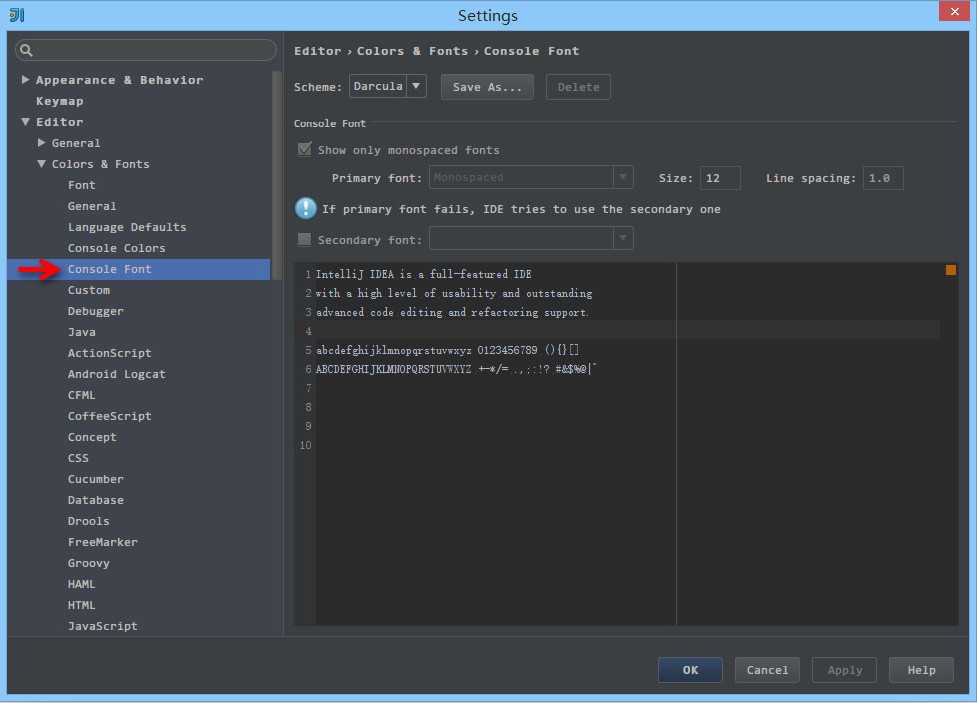 Settings
Appearance & Behavior
Keymap
Editor
General
Colors & Fonts
Font
General
Language Defaults
Console Colors
Console Font
Custom
Debugger
Java
ActionScript
Android Logcat
CFML
CoffeeScript
Concept
CSS
Cucumber
Database
Drools
FreeMarker
Groovy
HAML
HTML
JavaScript
Editor › Colors & Fonts › Console Font
Scheme: Darcula Save As... Delete
Console Font
Show only monospaced fonts
Primary font: Monospaced Size: 12 Line spacing: 1.0
If primary font fails, IDE tries to use the secondary one
Secondary font:
1 IntelliJ IDEA is a full-featured IDE
2 with a high level of usability and outstanding
3 advanced code editing and refactoring support.
4
5 abcdefghijklmnopqrstuvwxyz 0123456789 (){}[]
6 ABCDEFGHIJKLMNOPQRSTUVWXYZ +-*/= .,;:!? #&$%@|^
7
8
9
10
OK Cancel Apply Help